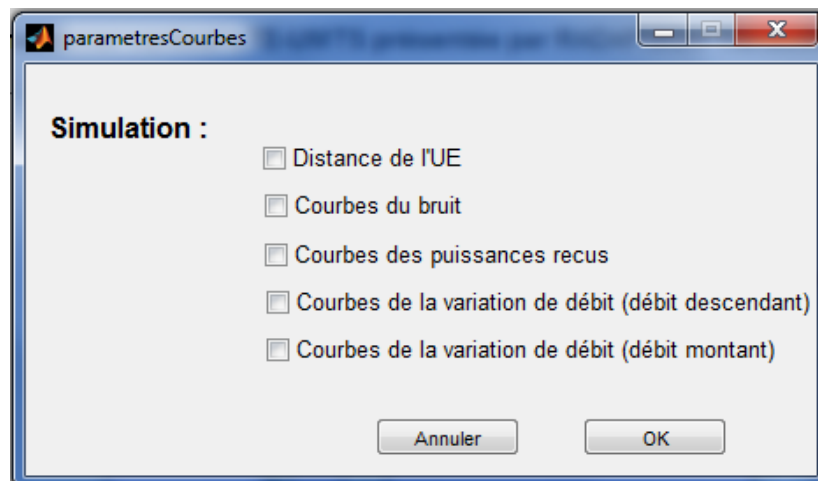 parametresCourbes
Simulation :
Distance de l'UE
Courbes du bruit
Courbes des puissances recus
Courbes de la variation de débit (débit descendant)
Courbes de la variation de débit (débit montant)
Annuler
OK